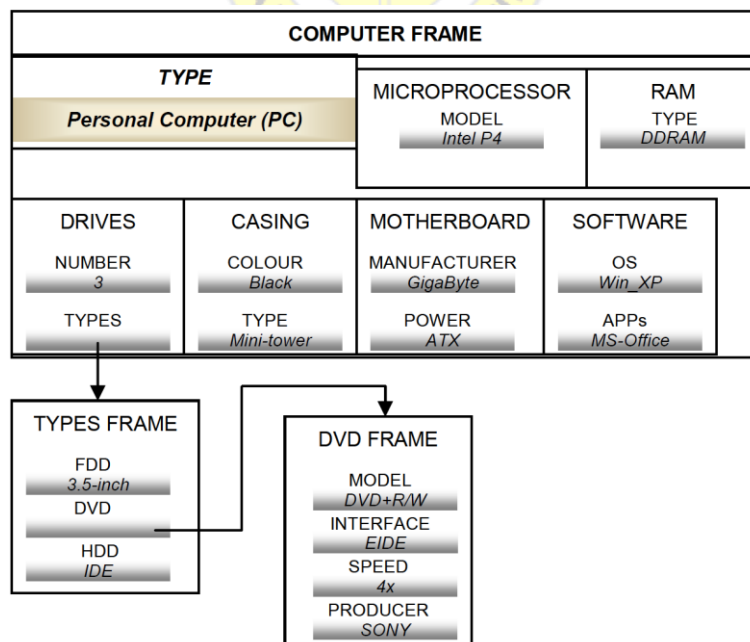 COMPUTER FRAME
TYPE
Personal Computer (PC)
MICROPROCESSOR
MODEL
Intel P4
RAM
TYPE
DDRAM
DRIVES
NUMBER
3
TYPES
CASING
COLOUR
Black
TYPE
Mini-tower
MOTHERBOARD
MANUFACTURER
GigaByte
POWER
ATX
SOFTWARE
OS
Win_XP
APPs
MS-Office
TYPES FRAME
FDD
3.5-inch
DVD
HDD
IDE
DVD FRAME
MODEL
DVD+R/W
INTERFACE
EIDE
SPEED
4x
PRODUCER
SONY